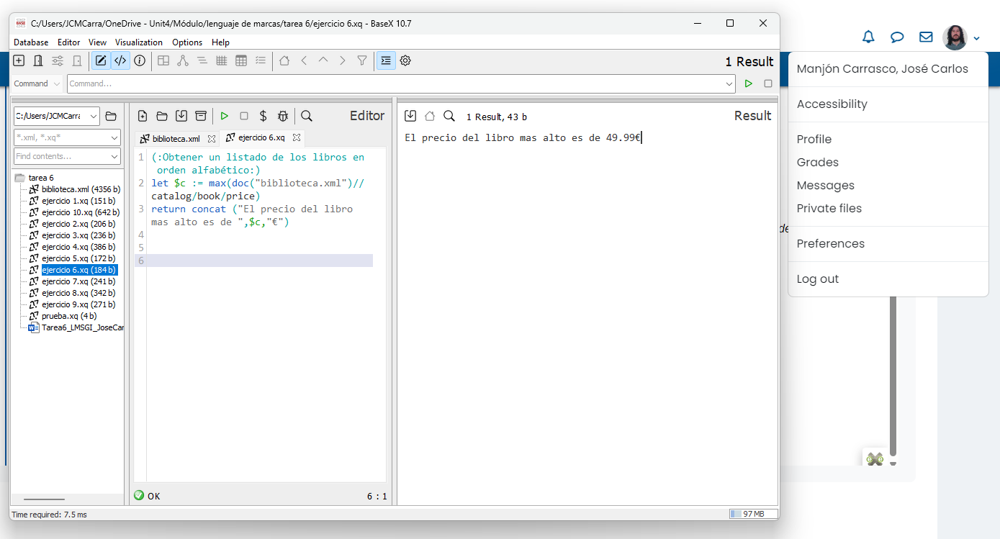 C:/Users/JCMCarra/OneDrive - Unit4/Módulo/lenguaje de marcas/tarea 6/ejercicio 6.xq - BaseX 10.7
Database Editor View Visualization Options Help
1 Result
Command
Command...
C:/Users/JCMCarra
*.xml, *.xq*
Find contents...
tarea 6
biblioteca.xml (4356 b)
ejercicio 1.xq (151 b)
ejercicio 10.xq (642 b)
ejercicio 2.xq (206 b)
ejercicio 3.xq (236 b)
ejercicio 4.xq (386 b)
ejercicio 5.xq (172 b)
ejercicio 6.xq (184 b)
ejercicio 7.xq (241 b)
ejercicio 8.xq (342 b)
ejercicio 9.xq (271 b)
prueba.xq (4 b)
Tarea6_LMSGI_JoseCar
Editor
biblioteca.xml ejercicio 6.xq
1 (:Obtener un listado de los libros en
orden alfabético:)
2 let $c := max(doc("biblioteca.xml")//
catalog/book/price)
3 return concat ("El precio del libro
mas alto es de ",$c,"€")
4
5
6
OK 6 : 1
1 Result, 43 b Result
El precio del libro mas alto es de 49.99€
Time required: 7.5 ms
97 MB
Manjón Carrasco, José Carlos
Accessibility
Profile
Grades
Messages
Private files
de
Preferences
Log out